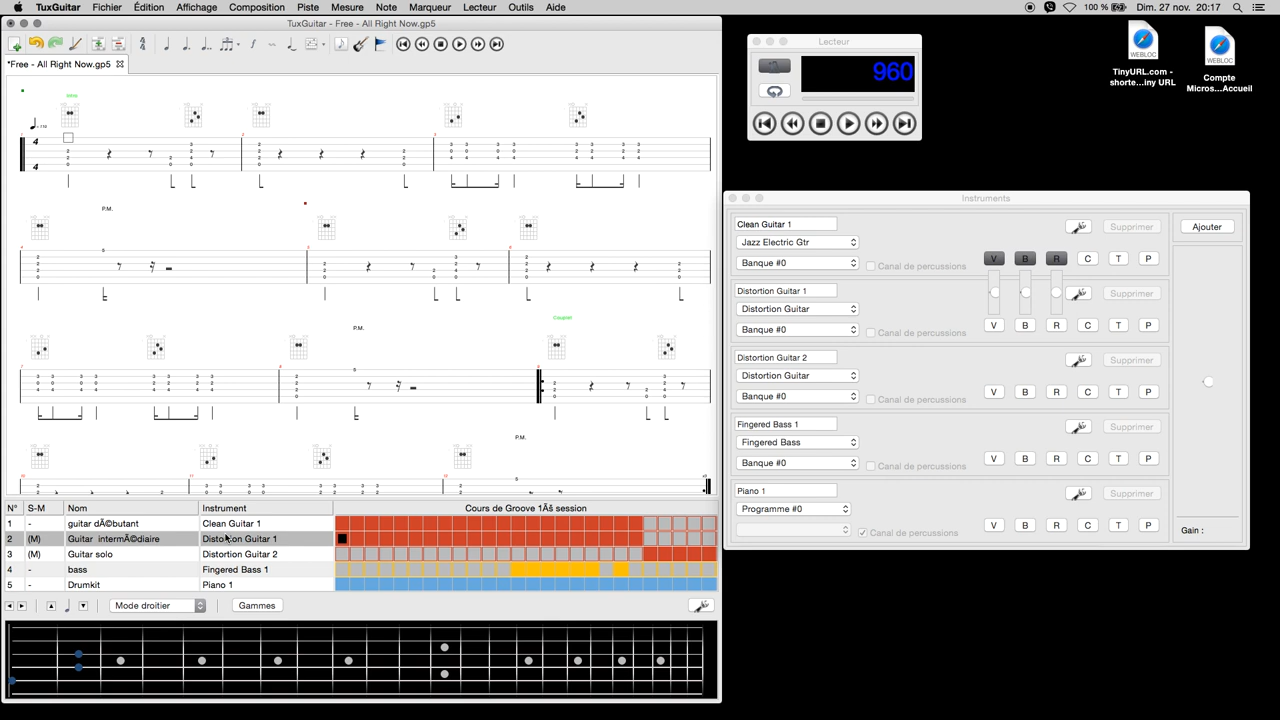 TuxGuitar Fichier Édition Affichage Composition Piste Mesure Note Marqueur Lecteur Outils Aide 100 % Dim. 27 nov. 20:17
TuxGuitar - Free - All Right Now.gp5
*Free - All Right Now.gp5
Intro
P.M.
P.M.
Couplet
P.M.
N° S-M Nom Instrument Cours de Groove 1Ãš session
1 - guitar dÃ©butant Clean Guitar 1
2 (M) Guitar intermÃ©diaire Distortion Guitar 1
3 (M) Guitar solo Distortion Guitar 2
4 - bass Fingered Bass 1
5 - Drumkit Piano 1
Mode droitier Gammes
Lecteur
960
TinyURL.com -
shorte...iny URL
Compte
Micros...Accueil
Instruments
Clean Guitar 1 Supprimer Ajouter
Jazz Electric Gtr
Banque #0 Canal de percussions V B R C T P
Distortion Guitar 1 Supprimer
Distortion Guitar
Banque #0 Canal de percussions V B R C T P
Distortion Guitar 2 Supprimer
Distortion Guitar
Banque #0 Canal de percussions V B R C T P
Fingered Bass 1 Supprimer
Fingered Bass
Banque #0 Canal de percussions V B R C T P
Piano 1 Supprimer
Programme #0
Canal de percussions V B R C T P
Gain :